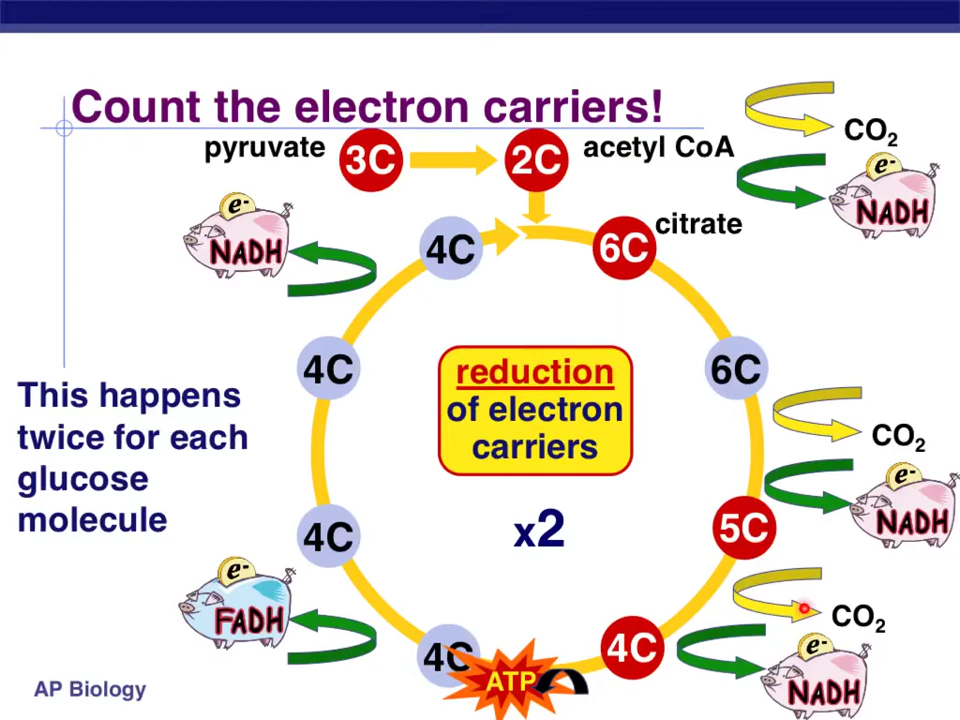 Count the electron carriers!
pyruvate 3C 2C acetyl CoA
CO₂
e-
NADH
e-
NADH
4C
6C
citrate
4C
6C
reduction
of electron
carriers
This happens
twice for each
glucose
molecule
CO₂
e-
NADH
4C
x2
5C
e-
FADH
CO₂
4C
ATP
4C
e-
NADH
AP Biology